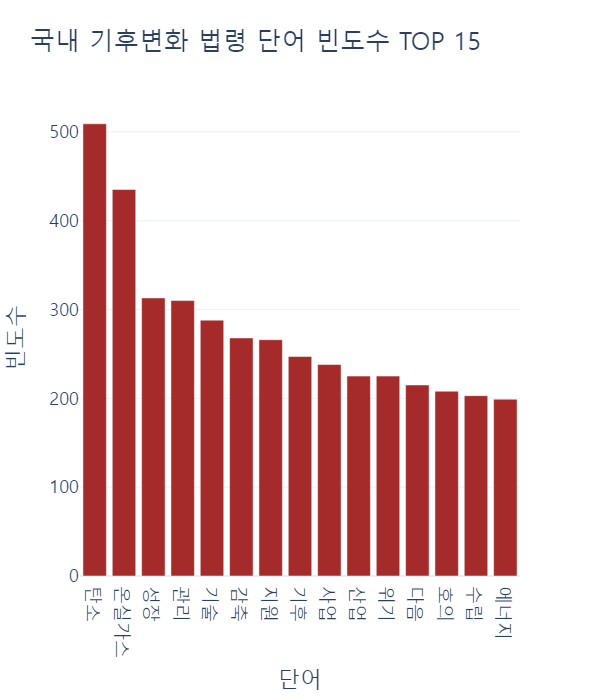 국내 기후변화 법령 단어 빈도수 TOP 15
빈도수
500
400
300
200
100
0
탄소
온실가스
성장
관리
기술
감축
지원
기후
사업
산업
위기
다음
호의
수립
에너지
단어